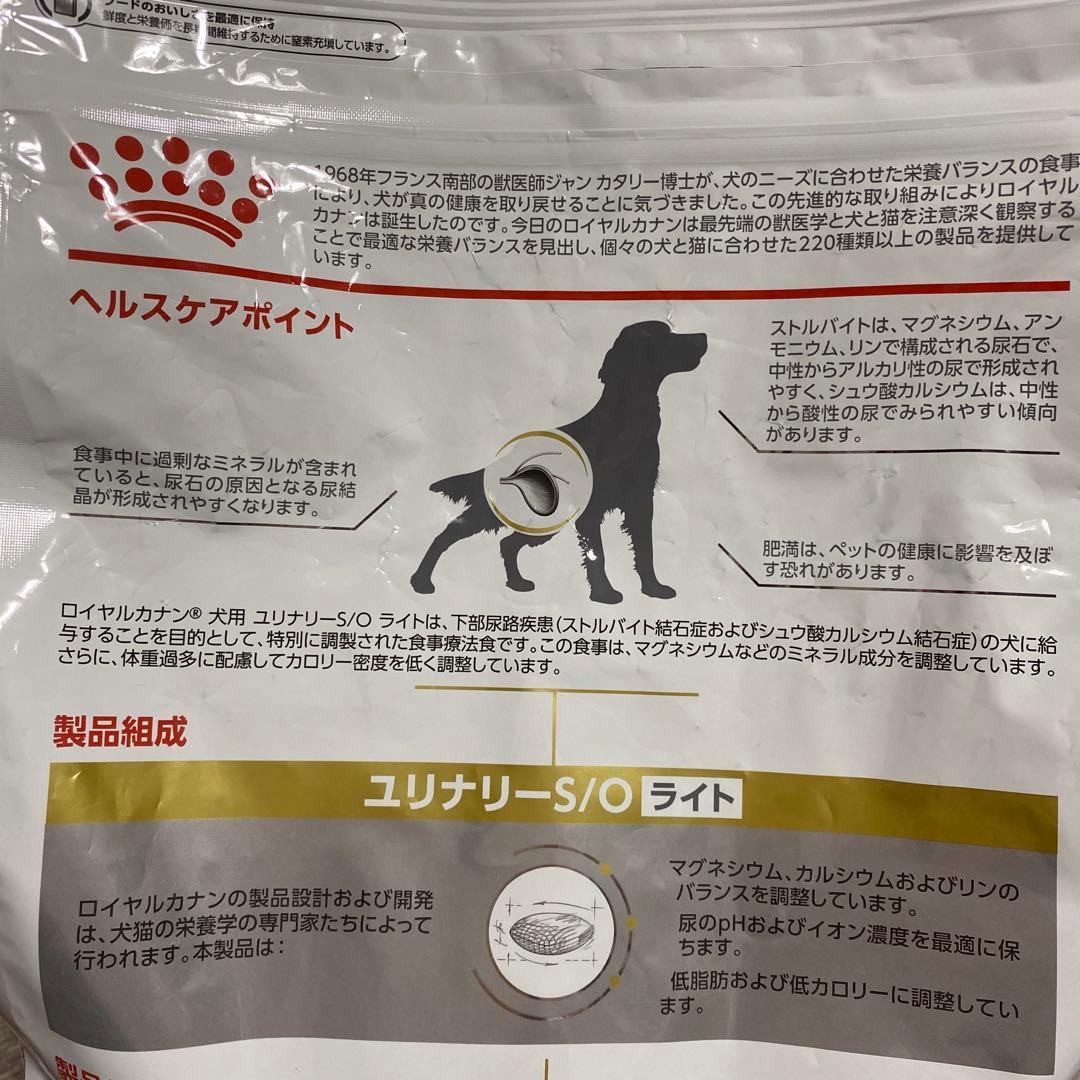 フードのおいしさを最適に保持
鮮度と栄養価を長期間維持するために窒素充填しています。
1968年フランス南部の獣医師ジャン カタリー博士が、犬のニーズに合わせた栄養バランスの食事
により、犬が真の健康を取り戻せることに気づきました。この先進的な取り組みによりロイヤル
カナンは誕生したのです。今日のロイヤルカナンは最先端の獣医学と犬と猫を注意深く観察する
ことで最適な栄養バランスを見出し、個々の犬と猫に合わせた220種類以上の製品を提供して
います。
ヘルスケアポイント
ストルバイトは、マグネシウム、アン
モニウム、リンで構成される尿石で、
中性からアルカリ性の尿で形成され
やすく、シュウ酸カルシウムは、中性
から酸性の尿でみられやすい傾向
があります。
食事中に過剰なミネラルが含まれ
ていると、尿石の原因となる尿結
晶が形成されやすくなります。
肥満は、ペットの健康に影響を及ぼ
す恐れがあります。
ロイヤルカナン® 犬用 ユリナリーS/O ライトは、下部尿路疾患(ストルバイト結石症およびシュウ酸カルシウム結石症)の犬に給
与することを目的として、特別に調製された食事療法食です。この食事は、マグネシウムなどのミネラル成分を調整しています。
さらに、体重過多に配慮してカロリー密度を低く調整しています。
製品組成
ユリナリーS/O ライト
ロイヤルカナンの製品設計および開発
は、犬猫の栄養学の専門家たちによって
行われます。本製品は：
マグネシウム、カルシウムおよびリンの
バランスを調整しています。
尿のpHおよびイオン濃度を最適に保
ちます。
低脂肪および低カロリーに調整してい
ます。